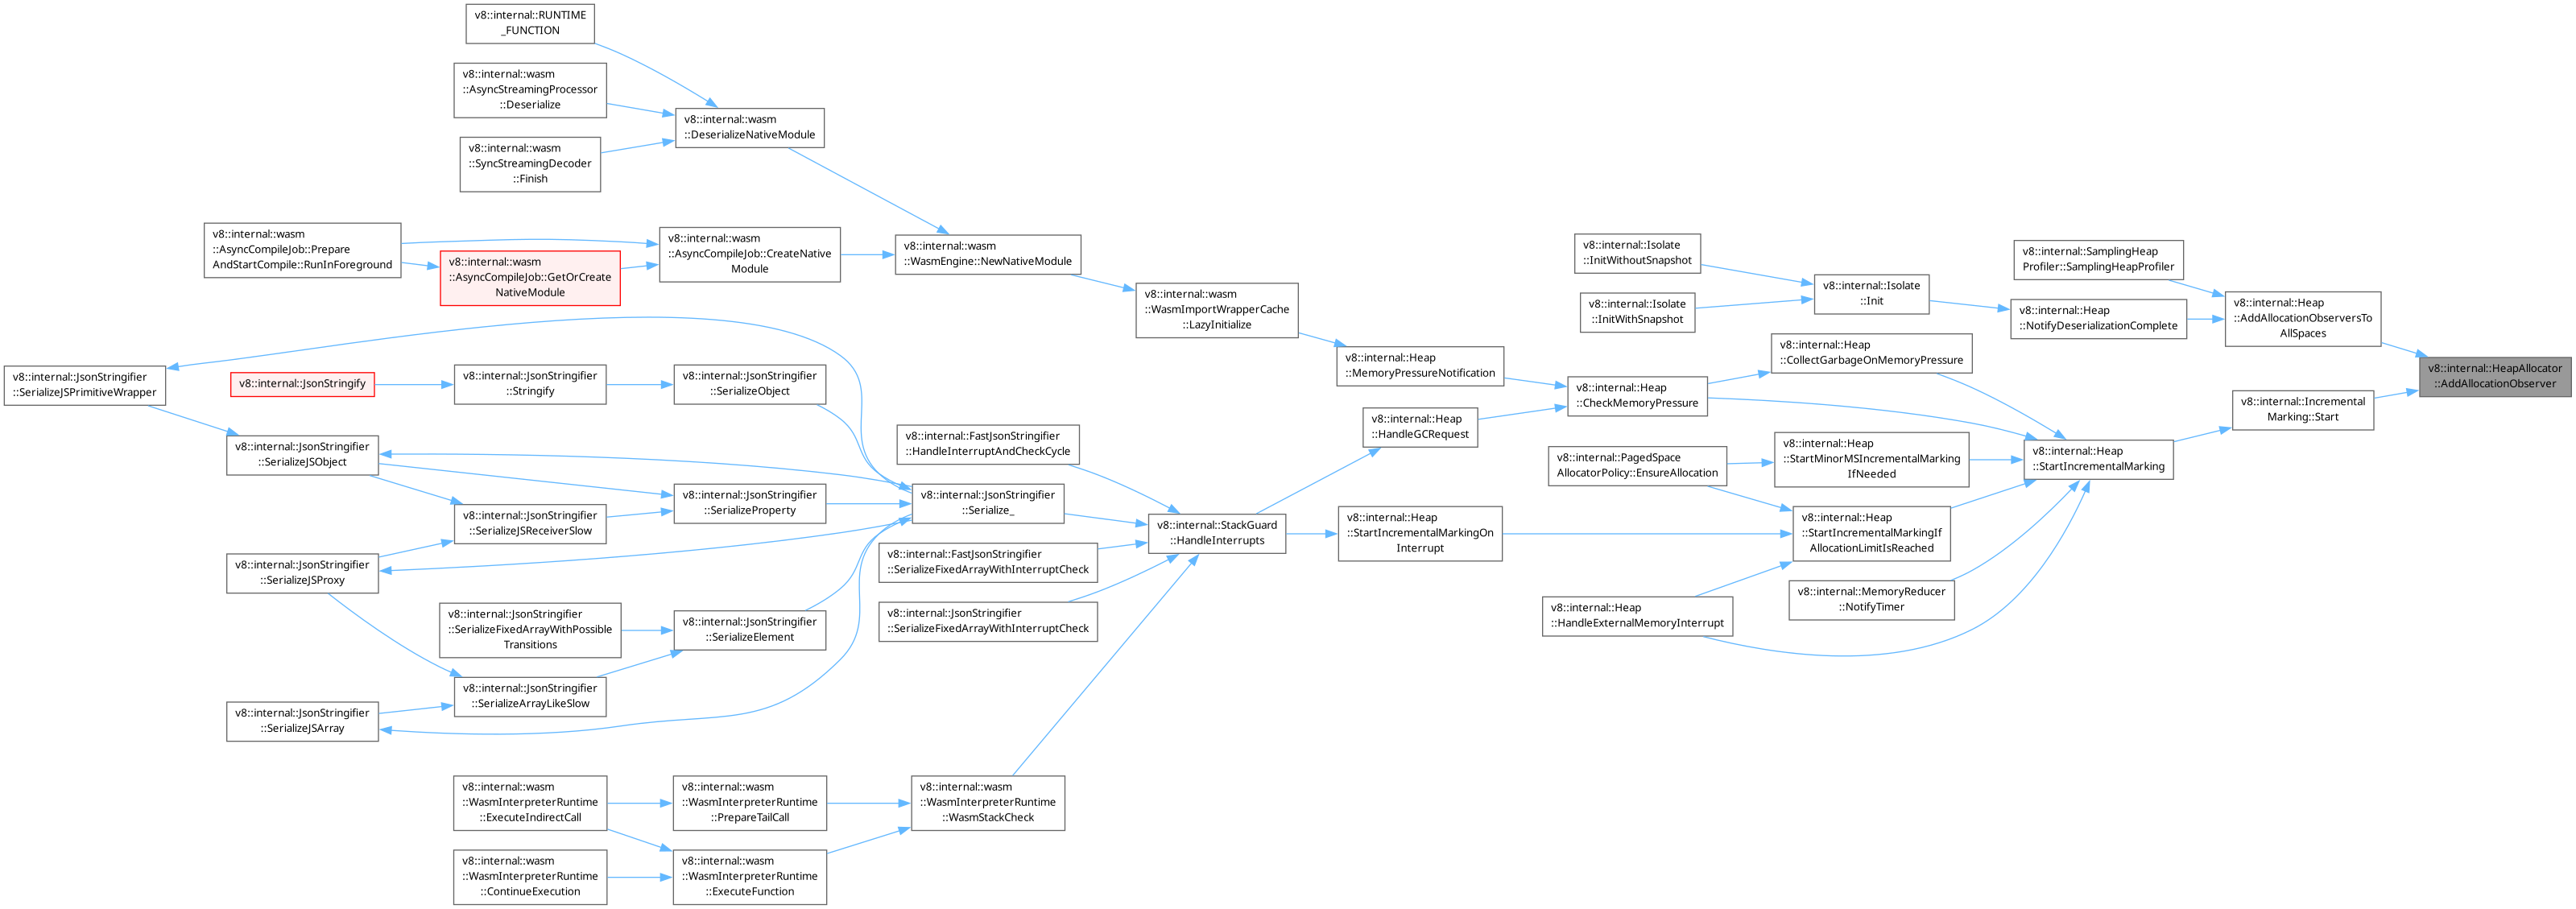 v8::internal::RUNTIME
_FUNCTION
v8::internal::wasm
::AsyncStreamingProcessor
::Deserialize
v8::internal::wasm
::DeserializeNativeModule
v8::internal::wasm
::SyncStreamingDecoder
::Finish
v8::internal::wasm
::AsyncCompileJob::Prepare
AndStartCompile::RunInForeground
v8::internal::wasm
::AsyncCompileJob::GetOrCreate
NativeModule
v8::internal::wasm
::AsyncCompileJob::CreateNative
Module
v8::internal::wasm
::WasmEngine::NewNativeModule
v8::internal::wasm
::WasmImportWrapperCache
::LazyInitialize
v8::internal::Heap
::MemoryPressureNotification
v8::internal::Isolate
::InitWithoutSnapshot
v8::internal::Isolate
::InitWithSnapshot
v8::internal::Isolate
::Init
v8::internal::SamplingHeap
Profiler::SamplingHeapProfiler
v8::internal::Heap
::NotifyDeserializationComplete
v8::internal::Heap
::AddAllocationObserversTo
AllSpaces
v8::internal::HeapAllocator
::AddAllocationObserver
v8::internal::Incremental
Marking::Start
v8::internal::Heap
::CollectGarbageOnMemoryPressure
v8::internal::Heap
::CheckMemoryPressure
v8::internal::Heap
::HandleGCRequest
v8::internal::Heap
::StartIncrementalMarking
v8::internal::Heap
::StartMinorMSIncrementalMarking
IfNeeded
v8::internal::PagedSpace
AllocatorPolicy::EnsureAllocation
v8::internal::Heap
::StartIncrementalMarkingIf
AllocationLimitIsReached
v8::internal::MemoryReducer
::NotifyTimer
v8::internal::Heap
::HandleExternalMemoryInterrupt
v8::internal::Heap
::StartIncrementalMarkingOn
Interrupt
v8::internal::StackGuard
::HandleInterrupts
v8::internal::FastJsonStringifier
::HandleInterruptAndCheckCycle
v8::internal::JsonStringifier
::Serialize_
v8::internal::FastJsonStringifier
::SerializeFixedArrayWithInterruptCheck
v8::internal::JsonStringifier
::SerializeFixedArrayWithInterruptCheck
v8::internal::JsonStringifier
::SerializeJSPrimitiveWrapper
v8::internal::JsonStringify
v8::internal::JsonStringifier
::Stringify
v8::internal::JsonStringifier
::SerializeObject
v8::internal::JsonStringifier
::SerializeJSObject
v8::internal::JsonStringifier
::SerializeJSReceiverSlow
v8::internal::JsonStringifier
::SerializeProperty
v8::internal::JsonStringifier
::SerializeJSProxy
v8::internal::JsonStringifier
::SerializeFixedArrayWithPossible
Transitions
v8::internal::JsonStringifier
::SerializeElement
v8::internal::JsonStringifier
::SerializeArrayLikeSlow
v8::internal::JsonStringifier
::SerializeJSArray
v8::internal::wasm
::WasmInterpreterRuntime
::ExecuteIndirectCall
v8::internal::wasm
::WasmInterpreterRuntime
::PrepareTailCall
v8::internal::wasm
::WasmInterpreterRuntime
::WasmStackCheck
v8::internal::wasm
::WasmInterpreterRuntime
::ContinueExecution
v8::internal::wasm
::WasmInterpreterRuntime
::ExecuteFunction